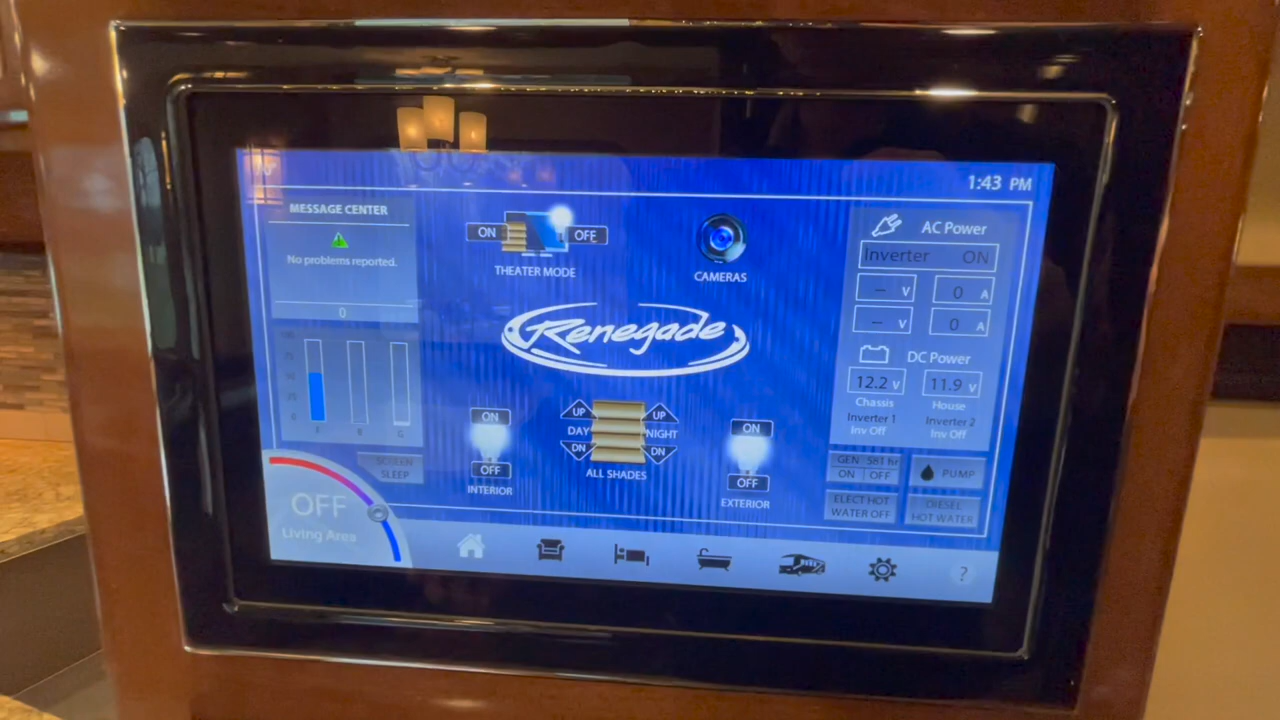 1:43 PM
MESSAGE CENTER
No problems reported.
0
ON
OFF
THEATER MODE
CAMERAS
AC Power
Inverter ON
— V
0 A
— V
0 A
Renegade
DC Power
12.2 V
11.9 V
Chassis
House
Inverter 1
Inverter 2
Inv Off
Inv Off
ON
OFF
INTERIOR
UP
UP
DAY
NIGHT
DN
DN
ALL SHADES
ON
OFF
EXTERIOR
GEN 581 hr
ON OFF
PUMP
ELECT HOT
WATER OFF
DIESEL
HOT WATER
SCREEN
SLEEP
OFF
Living Area
?